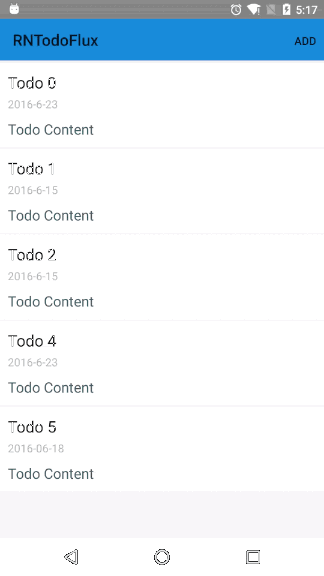 5:17
RNTodoFlux ADD
Todo 0
2016-6-23
Todo Content
Todo 1
2016-6-15
Todo Content
Todo 2
2016-6-15
Todo Content
Todo 4
2016-6-23
Todo Content
Todo 5
2016-06-18
Todo Content